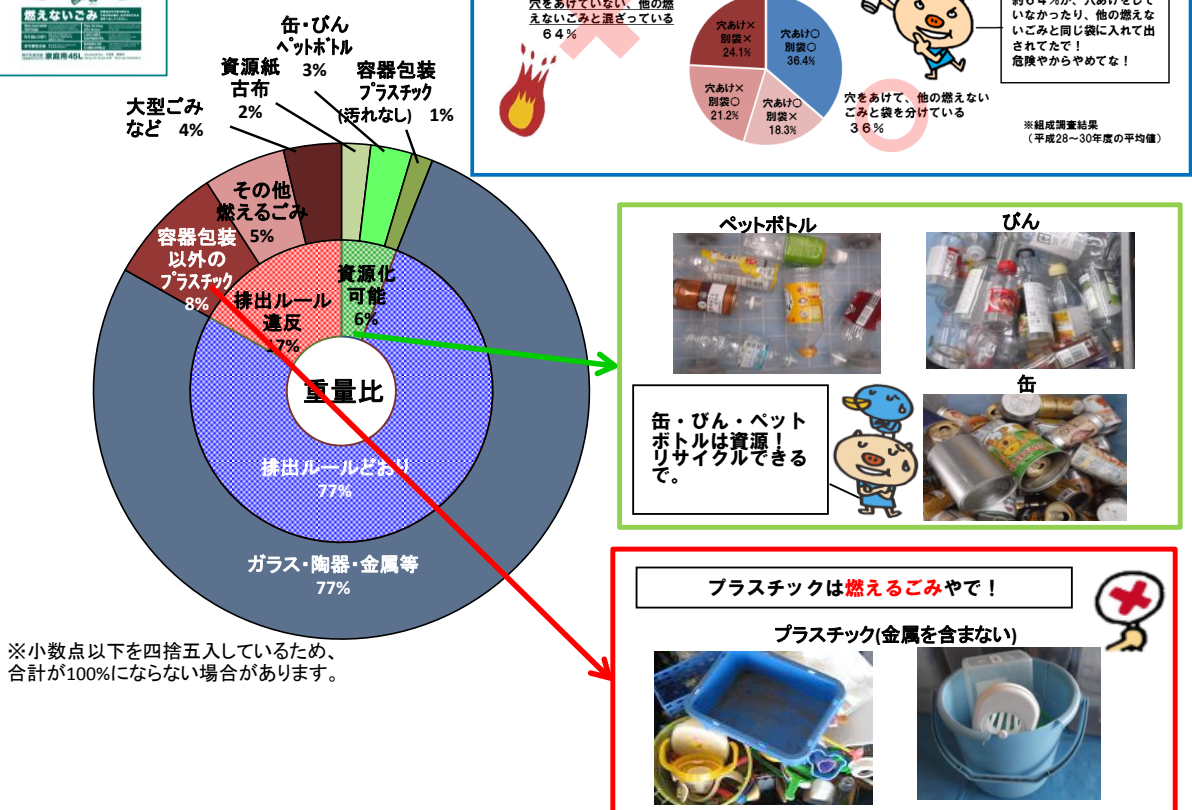 燃えないごみ
家庭用45L
穴をあけていない、他の燃
えないごみと混ざっている
６４％
穴あけ×
別袋×
24.1%
穴あけ○
別袋○
36.4%
穴あけ×
別袋○
21.2%
穴あけ○
別袋×
18.3%
穴をあけて、他の燃えない
ごみと袋を分けている
３６％
約６４％が、穴あけをして
いなかったり、他の燃えな
いごみと同じ袋に入れて出
されてたで！
危険やからやめてな！
※組成調査結果
（平成28～30年度の平均値）
缶・びん
ペットボトル
3%
資源紙
古布
2%
容器包装
プラスチック
(汚れなし) 1%
大型ごみ
など 4%
その他
燃えるごみ
5%
容器包装
以外の
プラスチック
8%
排出ルール
違反
17%
資源化
可能
6%
重量比
排出ルールどおり
77%
ガラス・陶器・金属等
77%
※小数点以下を四捨五入しているため、
合計が100%にならない場合があります。
ペットボトル
びん
缶
缶・びん・ペット
ボトルは資源！
リサイクルできる
で。
プラスチックは燃えるごみやで！
プラスチック(金属を含まない)